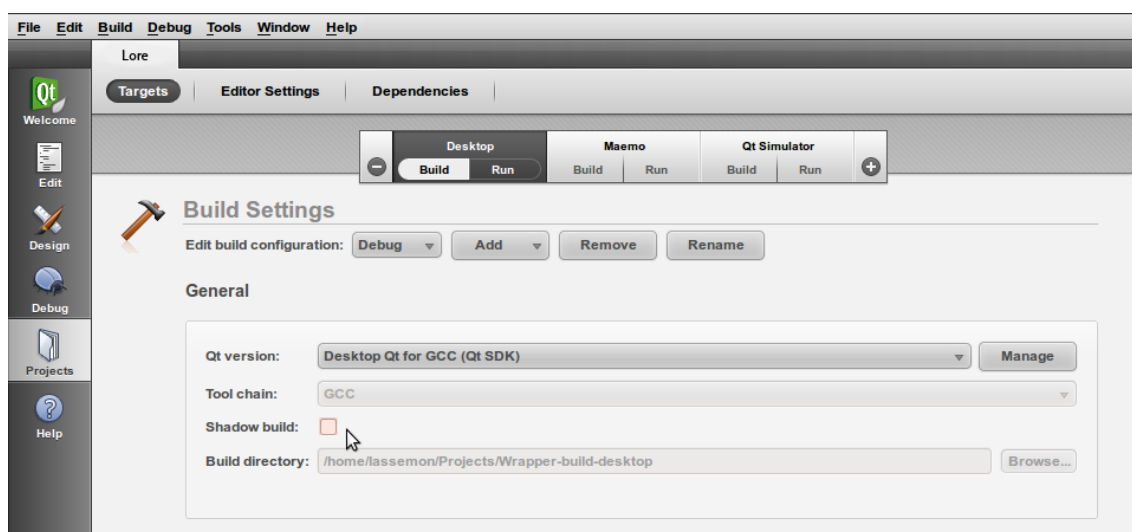 File Edit Build Debug Tools Window Help
Lore
Targets Editor Settings Dependencies
Qt
Welcome
Edit
Design
Debug
Projects
Help
Desktop Maemo Qt Simulator
Build Run Build Run Build Run
Build Settings
Edit build configuration: Debug Add Remove Rename
General
Qt version: Desktop Qt for GCC (Qt SDK) Manage
Tool chain: GCC
Shadow build:
Build directory: /home/lassemon/Projects/Wrapper-build-desktop Browse...